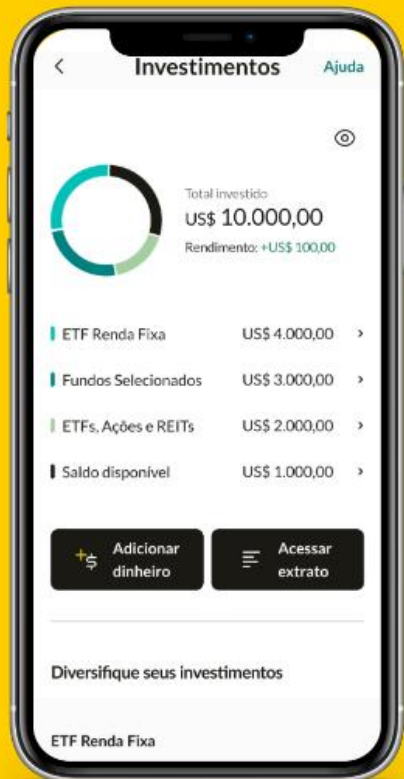 Investimentos
Ajuda
Total investido
US$ 10.000,00
Rendimento: +US$ 100,00
ETF Renda Fixa US$ 4.000,00
Fundos Selecionados US$ 3.000,00
ETFs, Ações e REITs US$ 2.000,00
Saldo disponível US$ 1.000,00
Adicionar
dinheiro
Acessar
extrato
Diversifique seus investimentos
ETF Renda Fixa